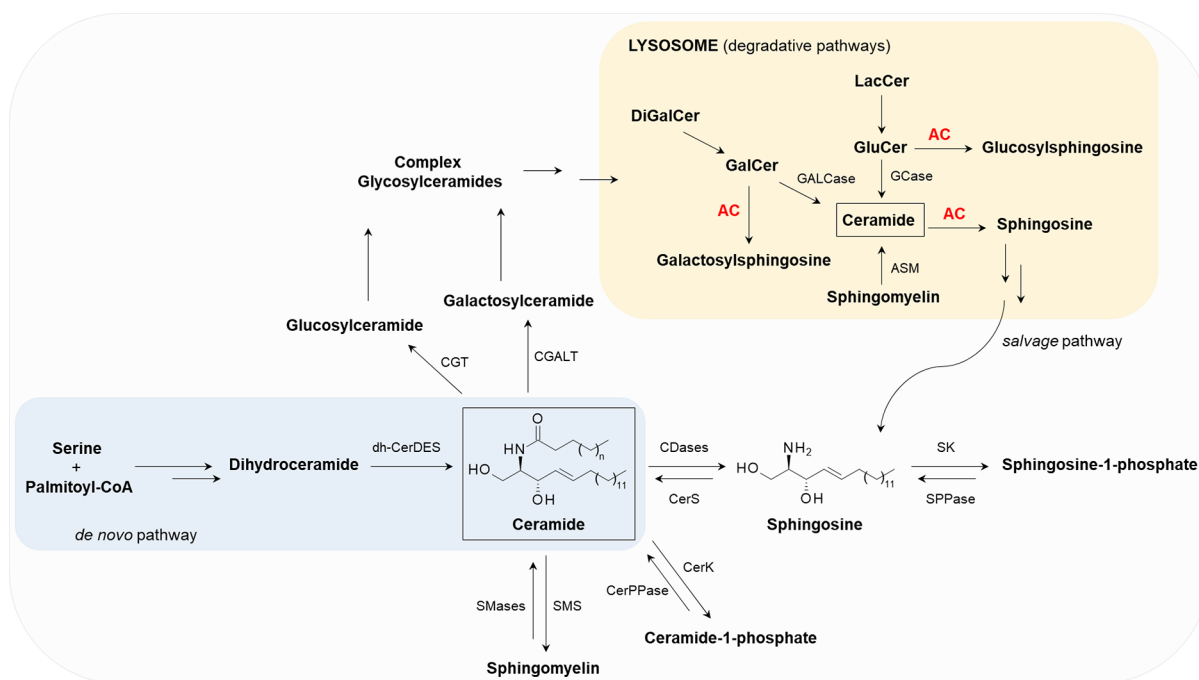 LYSOSOME (degradative pathways)
LacCer
DiGalCer
AC
GluCer
Glucosylsphingosine
Complex
Glycosylceramides
GalCer
GALCase
GCase
AC
Ceramide
AC
Sphingosine
Galactosylsphingosine
ASM
Sphingomyelin
Galactosylceramide
Glucosylceramide
salvage pathway
CGT
CGALT
Serine
+
Palmitoyl-CoA
de novo pathway
Dihydroceramide
dh-CerDES
O
HN
n
HO
11
OH
Ceramide
CDases
CerS
NH2
HO
11
OH
Sphingosine
SK
SPPase
Sphingosine-1-phosphate
SMases
SMS
CerK
CerPPase
Ceramide-1-phosphate
Sphingomyelin